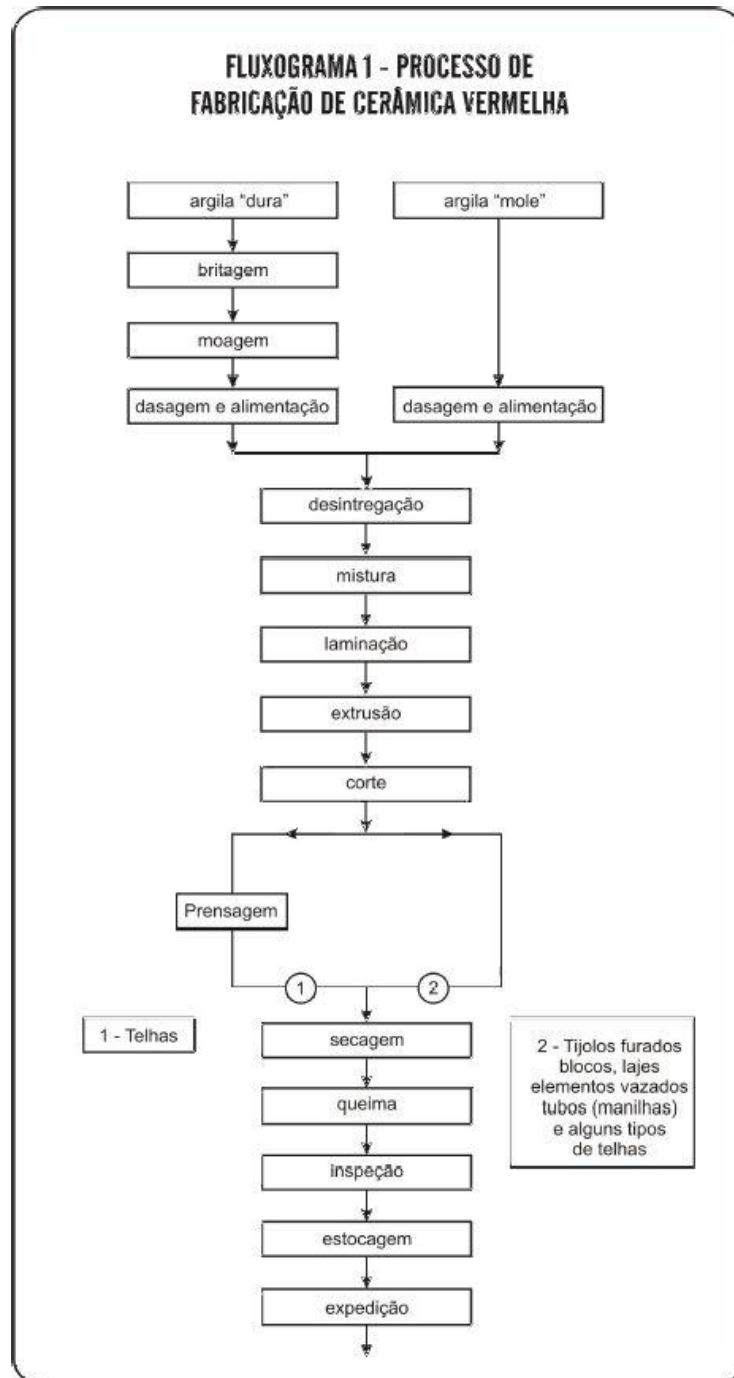 FLUXOGRAMA 1 - PROCESSO DE
FABRICAÇÃO DE CERÂMICA VERMELHA
argila "dura"
argila "mole"
britagem
moagem
dasagem e alimentação
dasagem e alimentação
desintregação
mistura
laminação
extrusão
corte
Prensagem
1
2
1 - Telhas
2 - Tijolos furados
blocos, lajes
elementos vazados
tubos (manilhas)
e alguns tipos
de telhas
secagem
queima
inspeção
estocagem
expedição